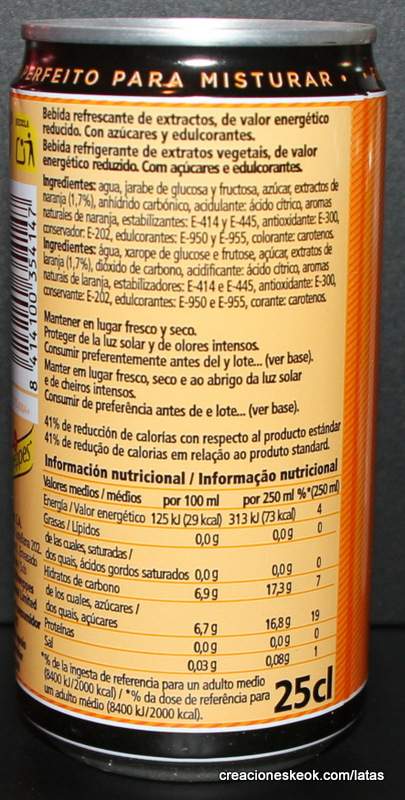 PERFEITO PARA MISTURAR •
Bebida refrescante de extractos, de valor energético
reducido. Con azúcares y edulcorantes.
Bebida refrigerante de extratos vegetais, de valor
energético reduzido. Com açúcares e edulcorantes.
Ingredientes: agua, jarabe de glucosa y fructosa, azúcar, extractos de
naranja (1,7%), anhídrido carbónico, acidulante: ácido cítrico, aromas
naturales de naranja, estabilizantes: E-414 y E-445, antioxidante: E-300,
conservador: E-202, edulcorantes: E-950 y E-955, colorante: carotenos.
Ingredientes: água, xarope de glucose e frutose, açúcar, extratos de
laranja (1,7%), dióxido de carbono, acidificante: ácido cítrico, aromas
naturais de laranja, estabilizadores: E-414 e E-445, antioxidante: E-300,
conservante: E-202, edulcorantes: E-950 e E-955, corante: carotenos.
Mantener en lugar fresco y seco.
Proteger de la luz solar y de olores intensos.
Consumir preferentemente antes del y lote... (ver base).
Manter em lugar fresco, seco e ao abrigo da luz solar
e de cheiros intensos.
Consumir de preferência antes de e lote... (ver base).
41% de reducción de calorías con respecto al producto estándar
41% de redução de calorias em relação ao produto standard.
Información nutricional / Informação nutricional
Valores medios / médios por 100 ml por 250 ml %*(250 ml)
Energía / Valor energético 125 kJ (29 kcal) 313 kJ (73 kcal) 4
Grasas / Lípidos 0,0 g 0,0 g 0
de las cuales, saturadas /
dos quais, ácidos gordos saturados 0,0 g 0,0 g 0
Hidratos de carbono 6,9 g 17,3 g 7
de los cuales, azúcares /
dos quais, açúcares 6,7 g 16,8 g 19
Proteínas 0,0 g 0,0 g 0
Sal 0,03 g 0,08g 1
*% de la ingesta de referencia para un adulto medio
(8400 kJ/2000 kcal) / *% da dose de referência para
um adulto médio (8400 kJ/2000 kcal).
25cl
8 414100 334147
creacioneskeok.com/latas